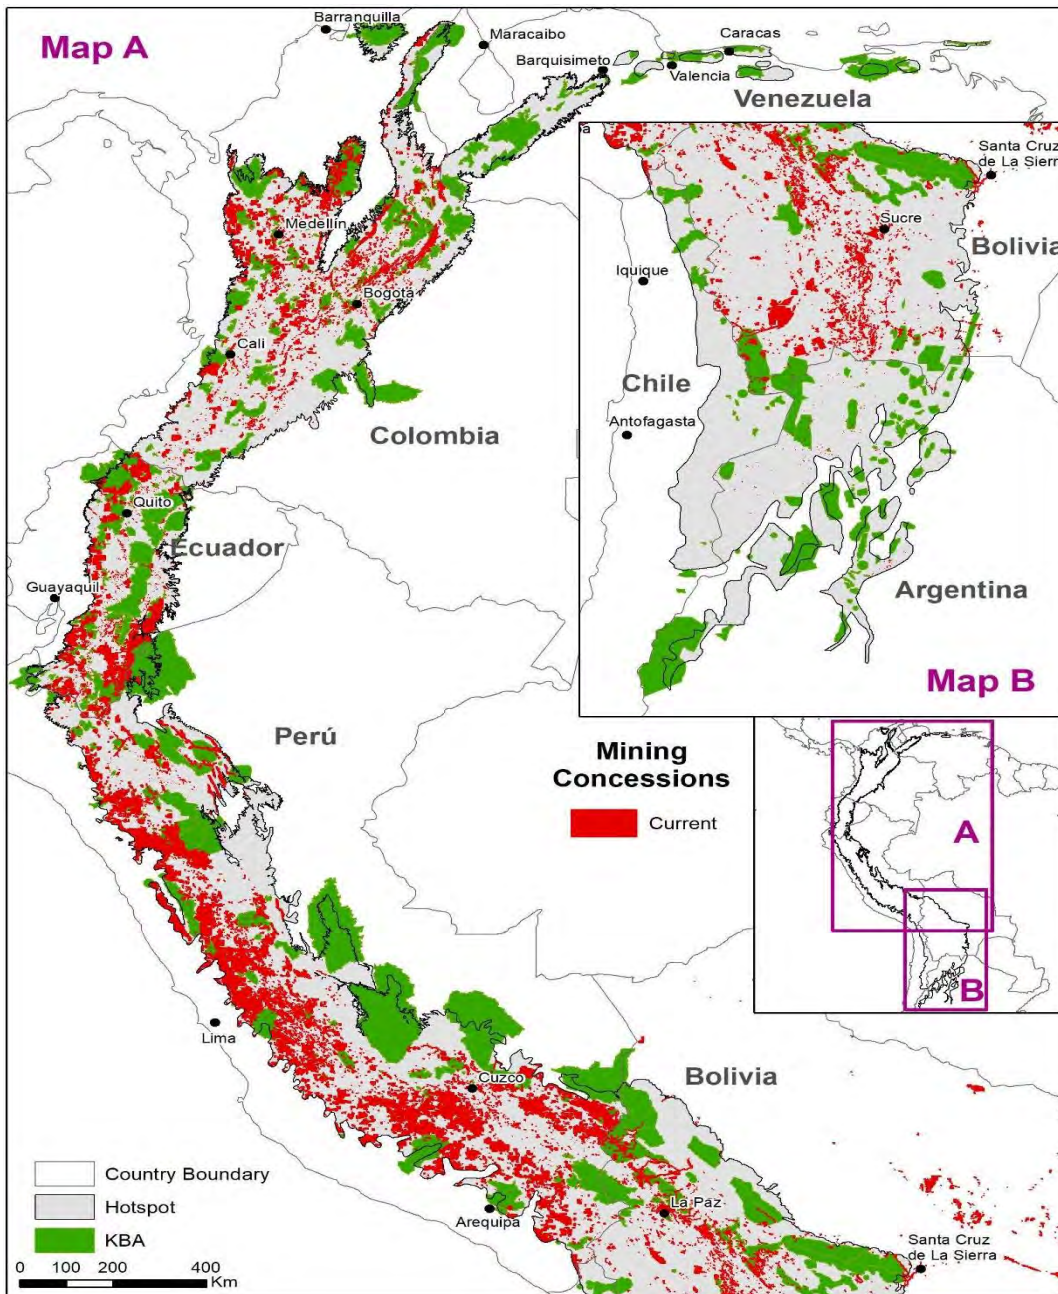 Map A
Barranquilla
Maracaibo
Caracas
Barquisimeto
Valencia
Venezuela
Medellín
Bogotá
Cali
Colombia
Quito
Ecuador
Guayaquil
Perú
Lima
Cuzco
Bolivia
Arequipa
La Paz
Santa Cruz
de La Sierra
Santa Cruz
de La Sierra
Sucre
Bolivia
Iquique
Chile
Antofagasta
Argentina
Map B
Mining
Concessions
Current
A
B
Country Boundary
Hotspot
KBA
0 100 200 400
Km